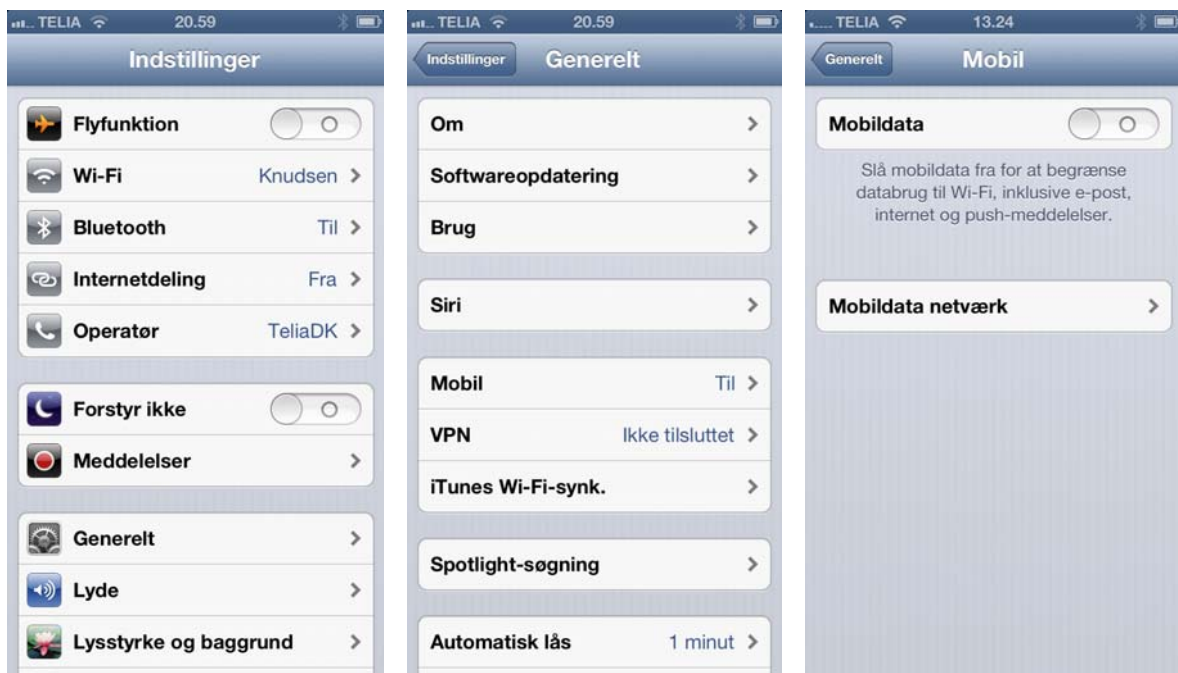 TELIA 20.59
Indstillinger
Flyfunktion
Wi-Fi Knudsen
Bluetooth Til
Internetdeling Fra
Operatør TeliaDK
Forstyr ikke
Meddelelser
Generelt
Lyde
Lysstyrke og baggrund
TELIA 20.59
Indstillinger Generelt
Om
Softwareopdatering
Brug
Siri
Mobil Til
VPN Ikke tilsluttet
iTunes Wi-Fi-synk.
Spotlight-søgning
Automatisk lås 1 minut
TELIA 13.24
Generelt Mobil
Mobildata
Slå mobildata fra for at begrænse
databrug til Wi-Fi, inklusive e-post,
internet og push-meddelelser.
Mobildata netværk